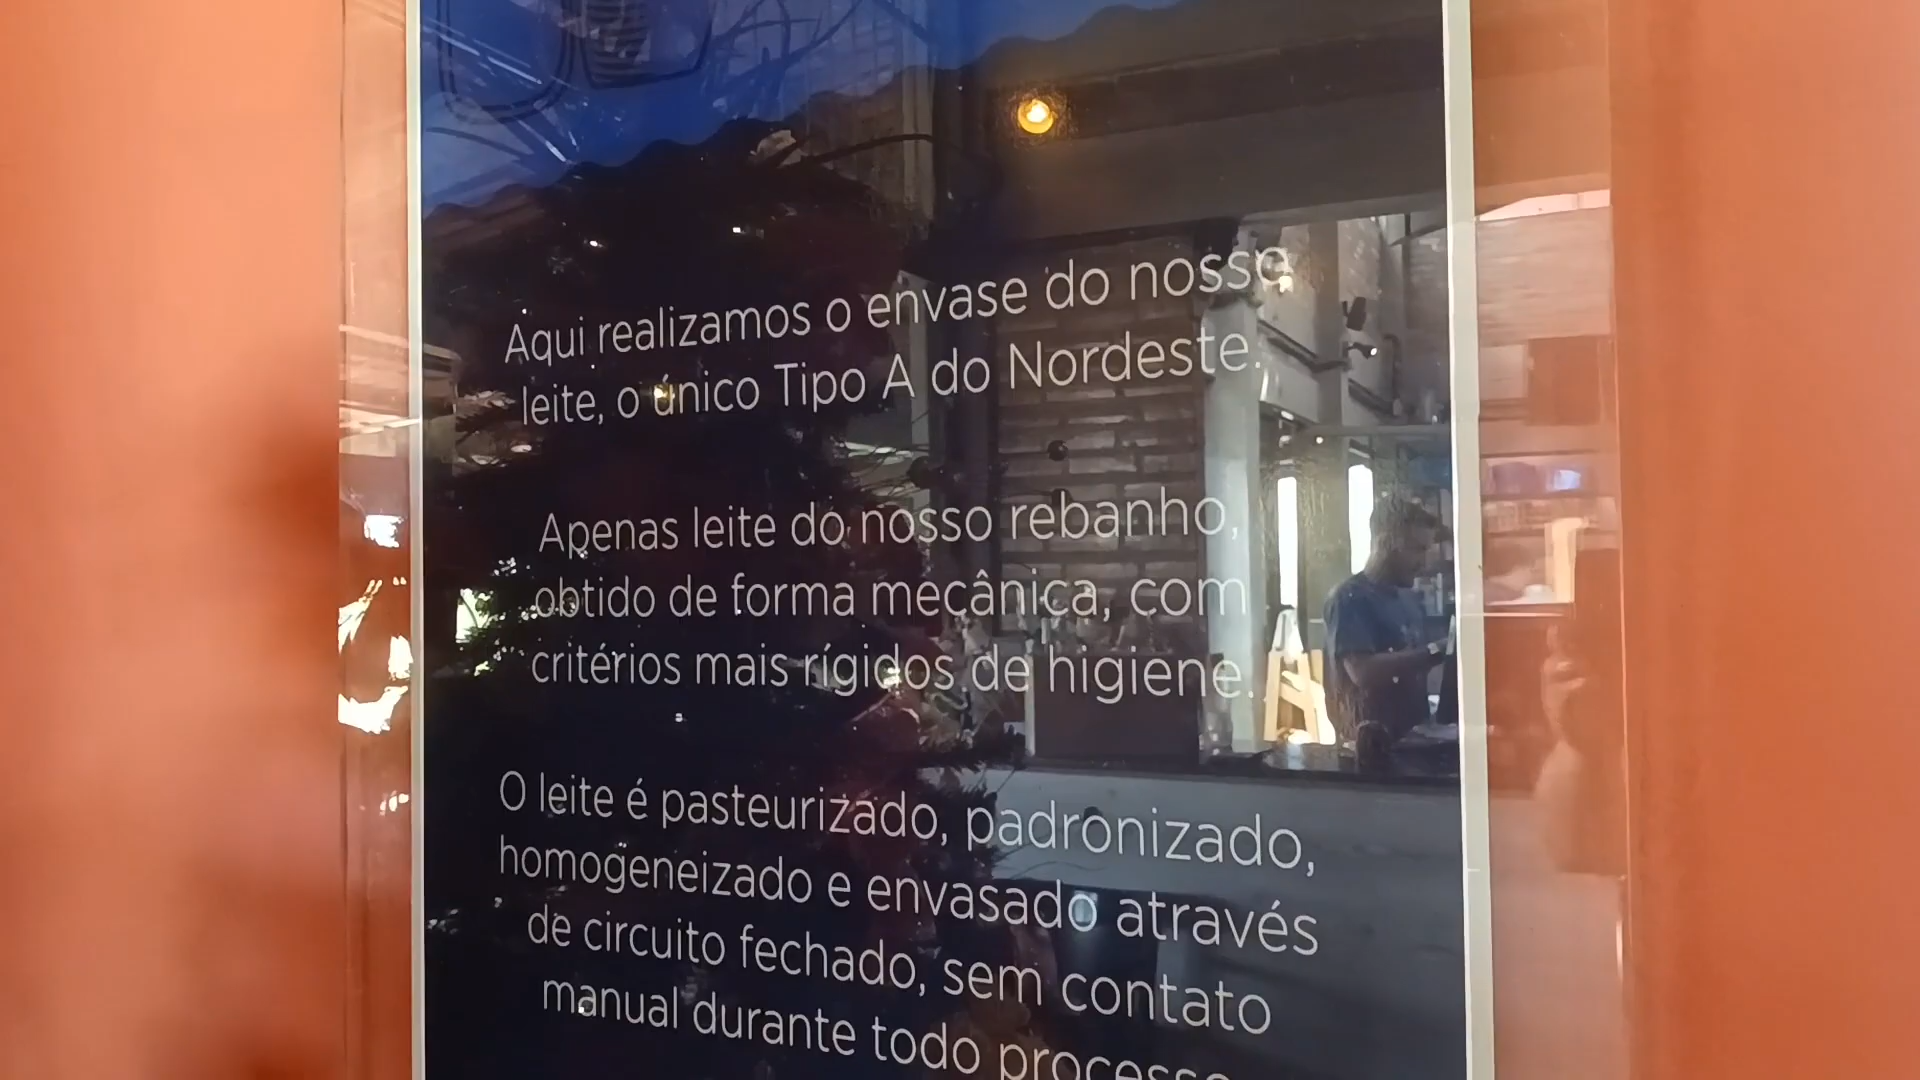 Aqui realizamos o envase do nosso
leite, o único Tipo A do Nordeste.
Apenas leite do nosso rebanho,
obtido de forma mecânica, com
critérios mais rígidos de higiene.
O leite é pasteurizado, padronizado,
homogeneizado e envasado através
de circuito fechado, sem contato
manual durante todo processo